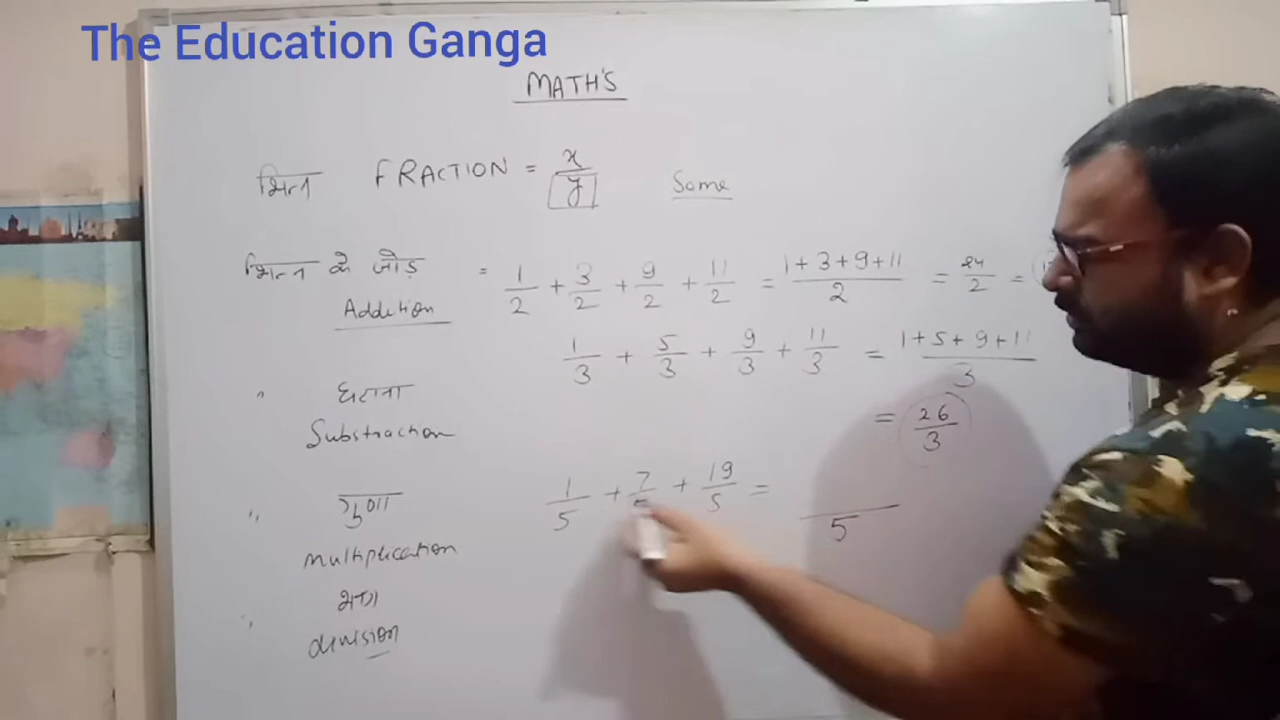 The Education Ganga
MATH'S
भिन्न FRACTION = x/y Same
भिन्न के जोड़ = 1/2 + 3/2 + 9/2 + 11/2 = 1+3+9+11/2 = 24/2 =
Addition
1/3 + 5/3 + 9/3 + 11/3 = 1+5+9+11/3
" घटाना
= 26/3
Substraction
1/5 + 7/5 + 19/5 = /5
" गुणा
multiplication
" भाग
division